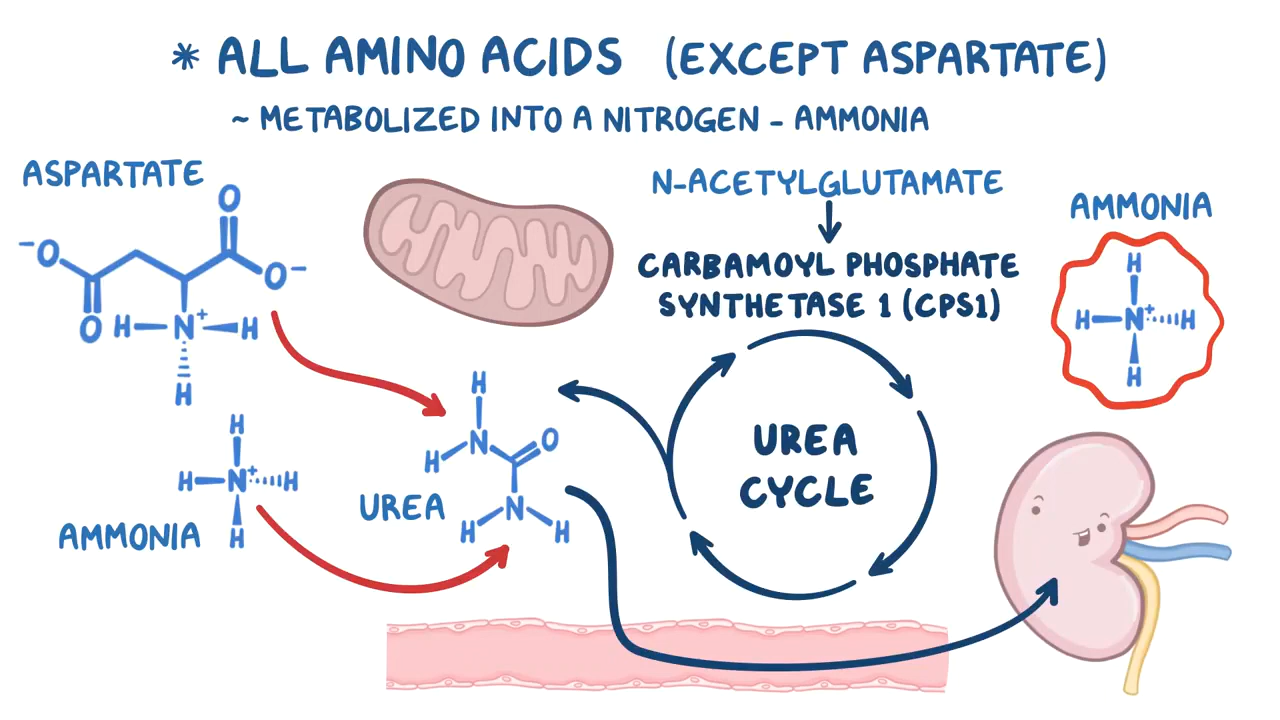 * ALL AMINO ACIDS (EXCEPT ASPARTATE)
~ METABOLIZED INTO A NITROGEN - AMMONIA
ASPARTATE
O
-O
O-
O
H N+ H
H
N-ACETYLGLUTAMATE
CARBAMOYL PHOSPHATE
SYNTHETASE 1 (CPS1)
AMMONIA
H
H N+ H
H
H
H N+ H
H
AMMONIA
H
H N O
N
H H
UREA
UREA
CYCLE